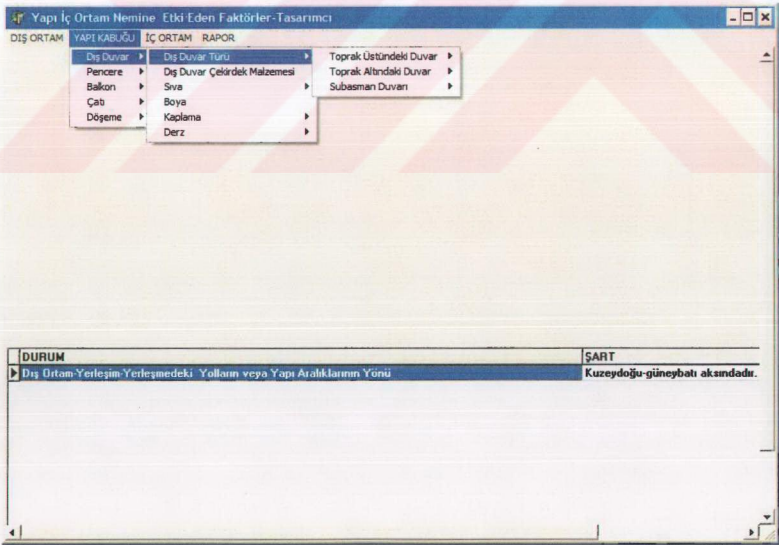 Yapı İç Ortam Nemine Etki Eden Faktörler-Tasarımcı
DIŞ ORTAM YAPI KABUĞU İÇ ORTAM RAPOR
Dış Duvar Dış Duvar Türü Toprak Üstündeki Duvar
Pencere Dış Duvar Çekirdek Malzemesi Toprak Altındaki Duvar
Balkon Sıva Subasman Duvarı
Çatı Boya
Döşeme Kaplama
Derz
DURUM ŞART
Dış Ortam-Yerleşim-Yerleşmedeki Yolların veya Yapı Aralıklarının Yönü Kuzeydoğu-güneybatı aksındadır.